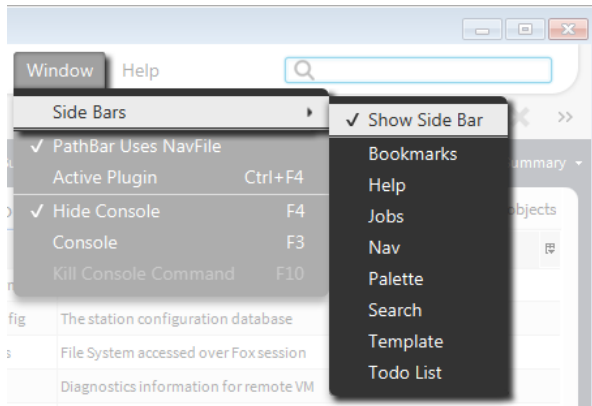 Window Help
Side Bars
✓ Show Side Bar
✓ PathBar Uses NavFile
Active Plugin Ctrl+F4
✓ Hide Console F4
Console F3
Kill Console Command F10
Bookmarks
Help
Jobs
Nav
Palette
Search
Template
Todo List
ummary
objects
fig The station configuration database
s File System accessed over Fox session
Diagnostics information for remote VM